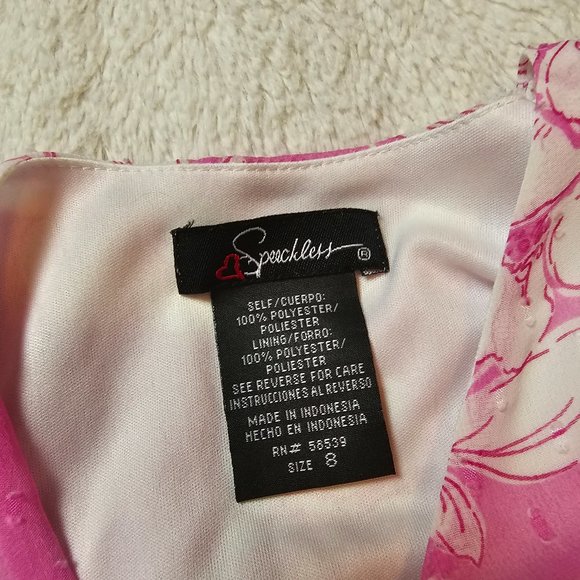 Speechless ®
SELF/CUERPO:
100% POLYESTER/
POLIESTER
LINING/FORRO:
100% POLYESTER/
POLIESTER
SEE REVERSE FOR CARE
INSTRUCCIONES AL REVERSO
MADE IN INDONESIA
HECHO EN INDONESIA
RN# 58539
SIZE 8